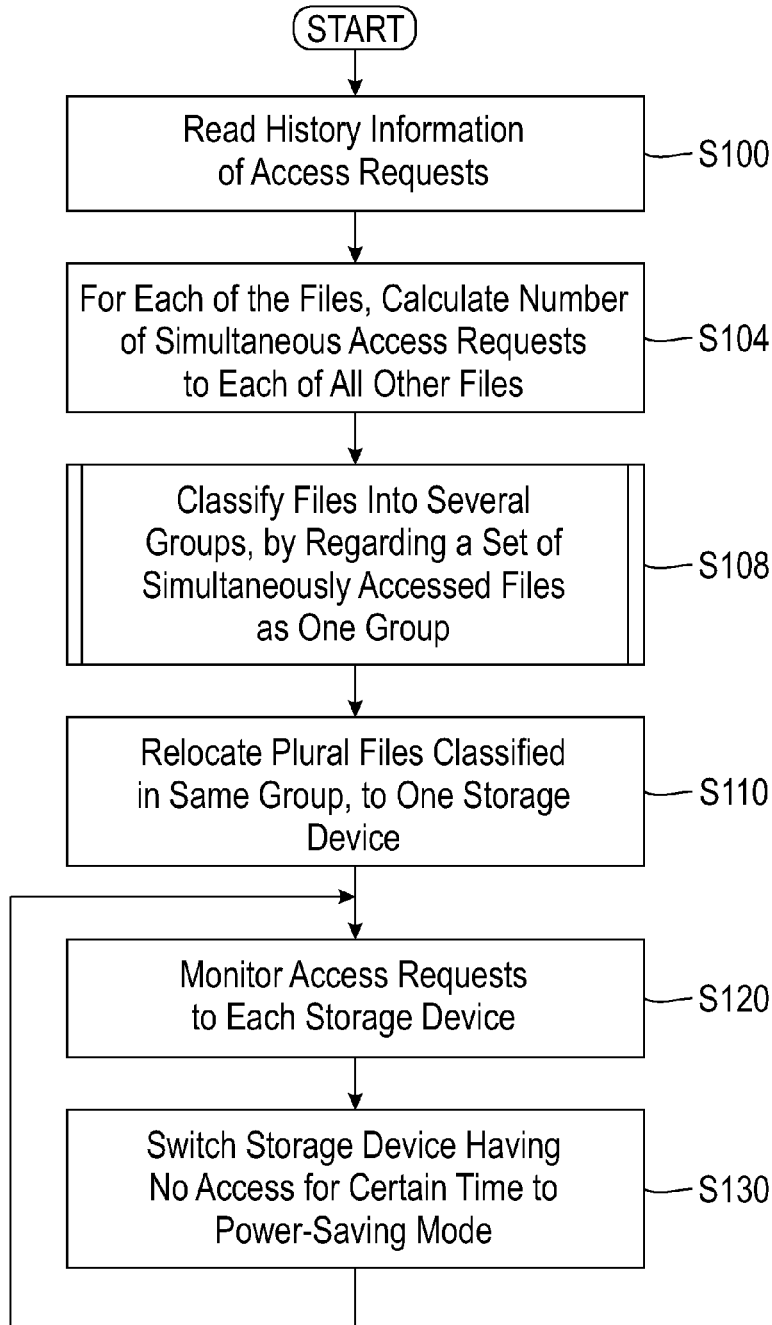 START
Read History Information
of Access Requests
S100
For Each of the Files, Calculate Number
of Simultaneous Access Requests
to Each of All Other Files
S104
Classify Files Into Several
Groups, by Regarding a Set of
Simultaneously Accessed Files
as One Group
S108
Relocate Plural Files Classified
in Same Group, to One Storage
Device
S110
Monitor Access Requests
to Each Storage Device
S120
Switch Storage Device Having
No Access for Certain Time to
Power-Saving Mode
S130